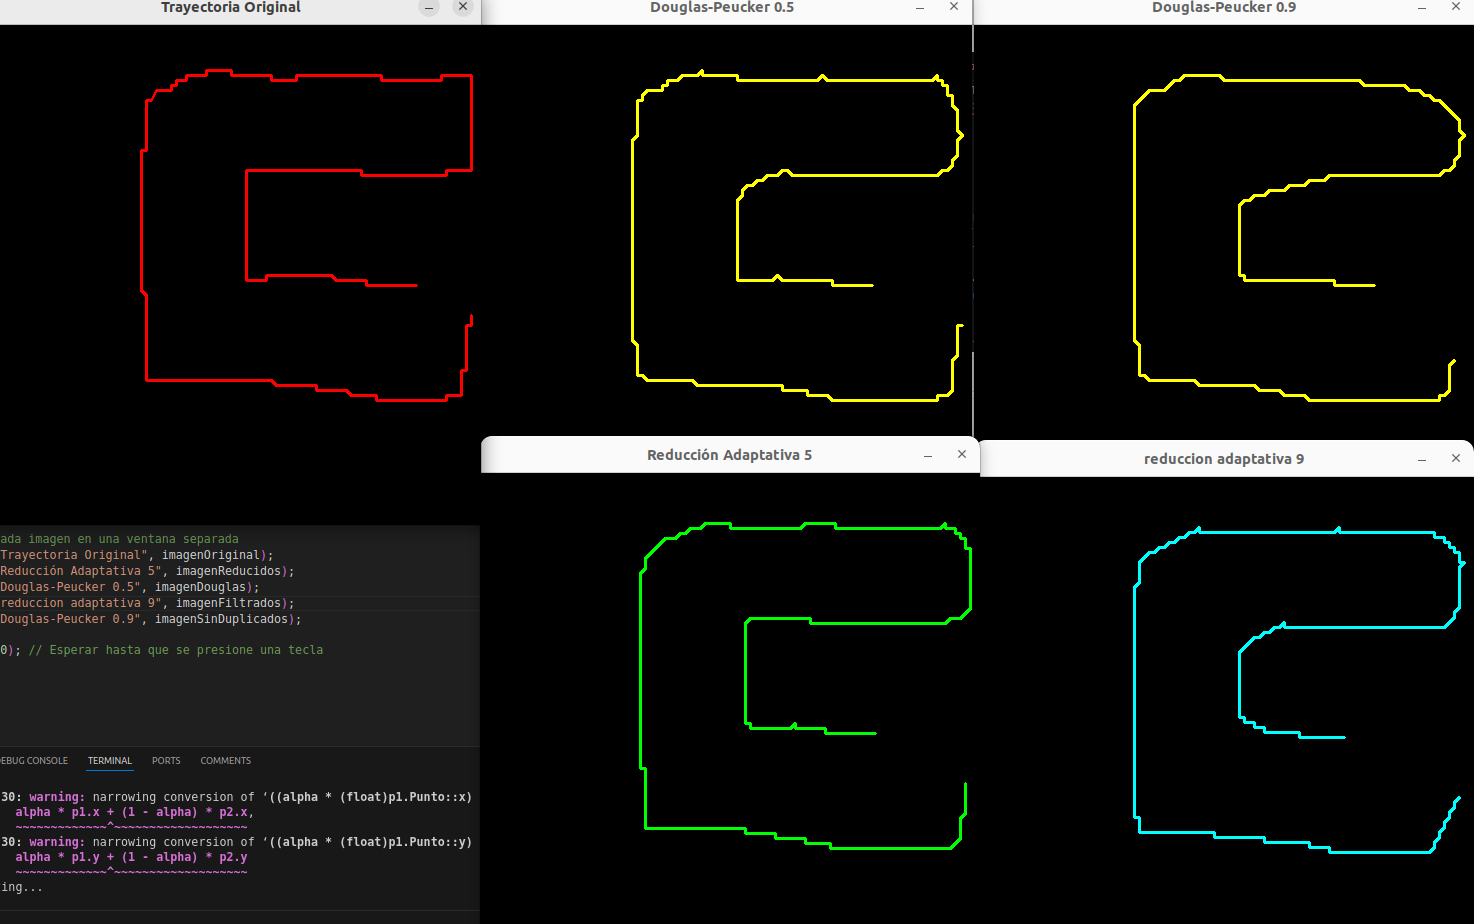 Trayectoria Original
Douglas-Peucker 0.5
Douglas-Peucker 0.9
Reducción Adaptativa 5
reduccion adaptativa 9
ada imagen en una ventana separada
Trayectoria Original", imagenOriginal);
Reducción Adaptativa 5", imagenReducidos);
Douglas-Peucker 0.5", imagenDouglas);
reduccion adaptativa 9", imagenFiltrados);
Douglas-Peucker 0.9", imagenSinDuplicados);
0); // Esperar hasta que se presione una tecla
DEBUG CONSOLE TERMINAL PORTS COMMENTS
30: warning: narrowing conversion of ‘((alpha * (float)p1.Punto::x)
alpha * p1.x + (1 - alpha) * p2.x,
~~~~~~~~~~~~~^~~~~~~~~~~~~~~~~~~~
30: warning: narrowing conversion of ‘((alpha * (float)p1.Punto::y)
alpha * p1.y + (1 - alpha) * p2.y
~~~~~~~~~~~~~^~~~~~~~~~~~~~~~~~~~
ing...